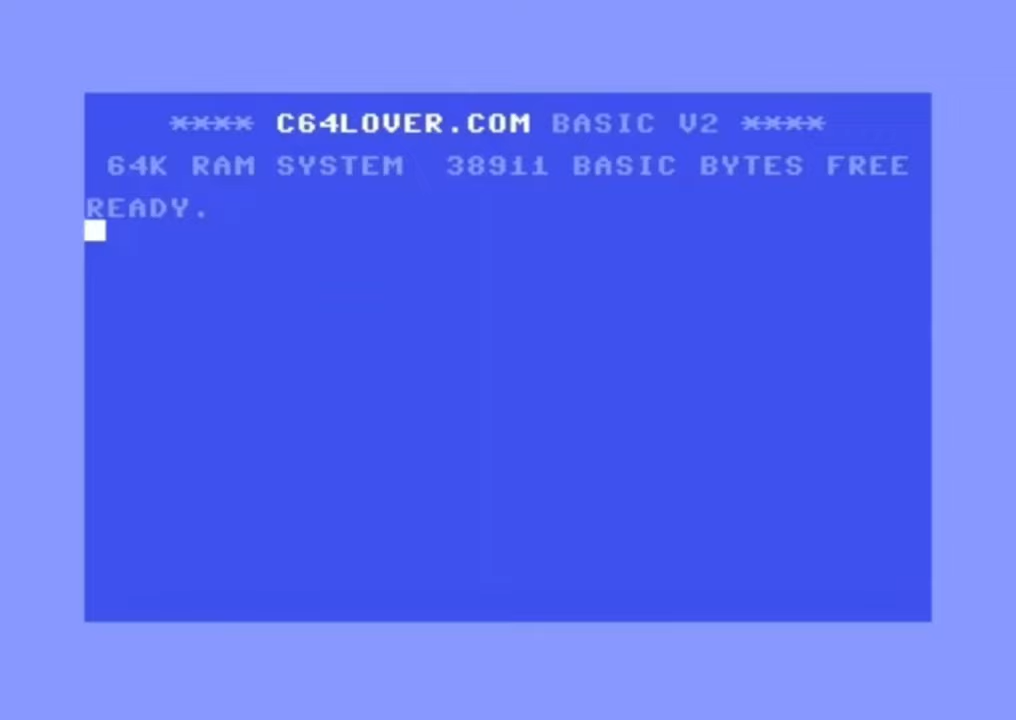 **** C64LOVER.COM BASIC V2 ****
64K RAM SYSTEM  38911 BASIC BYTES FREE
READY.